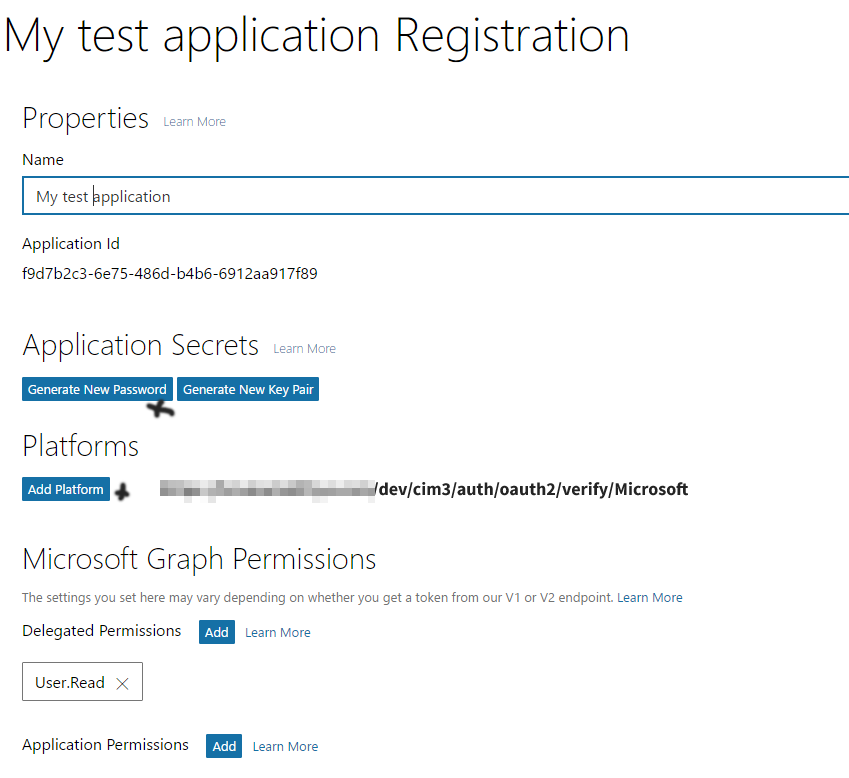 My test application Registration
Properties Learn More
Name
My test application
Application Id
f9d7b2c3-6e75-486d-b4b6-6912aa917f89
Application Secrets Learn More
Generate New Password Generate New Key Pair
Platforms
Add Platform /dev/cim3/auth/oauth2/verify/Microsoft
Microsoft Graph Permissions
The settings you set here may vary depending on whether you get a token from our V1 or V2 endpoint. Learn More
Delegated Permissions Add Learn More
User.Read
Application Permissions Add Learn More